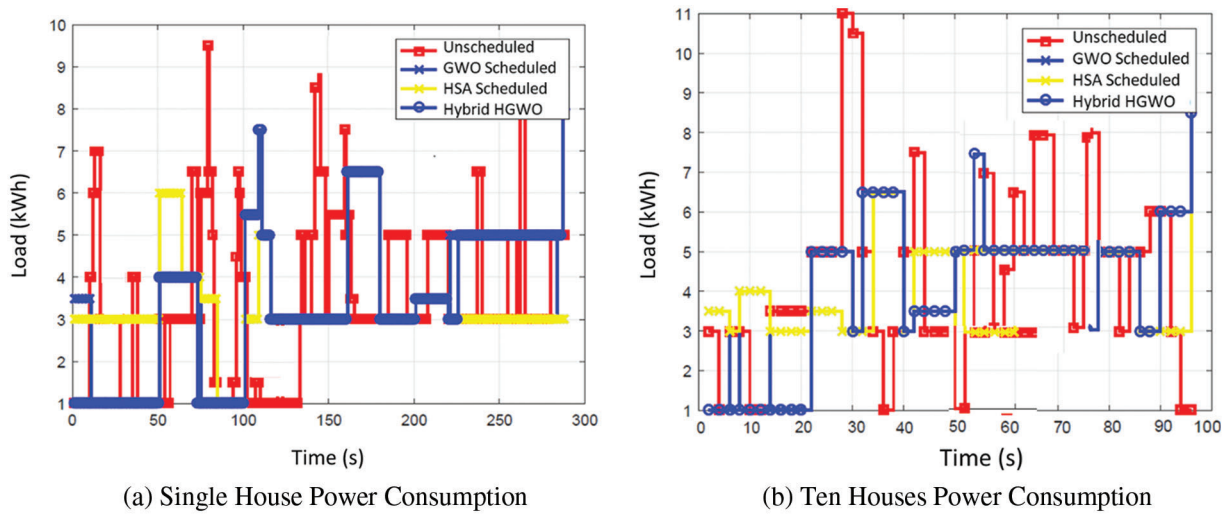 10
9
8
7
6
5
4
3
2
1
Load (kWh)
Unscheduled
GWO Scheduled
HSA Scheduled
Hybrid HGWO
0 50 100 150 200 250 300
Time (s)
(a) Single House Power Consumption
11
10
9
8
7
6
5
4
3
2
1
Load (kWh)
Unscheduled
GWO Scheduled
HSA Scheduled
Hybrid HGWO
0 10 20 30 40 50 60 70 80 90 100
Time (s)
(b) Ten Houses Power Consumption